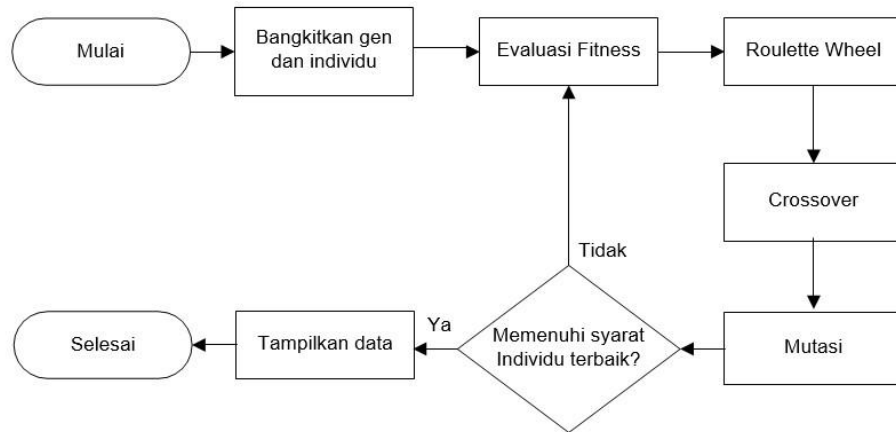 Mulai
Bangkitkan gen
dan individu
Evaluasi Fitness
Roulette Wheel
Crossover
Mutasi
Memenuhi syarat
Individu terbaik?
Tidak
Ya
Tampilkan data
Selesai